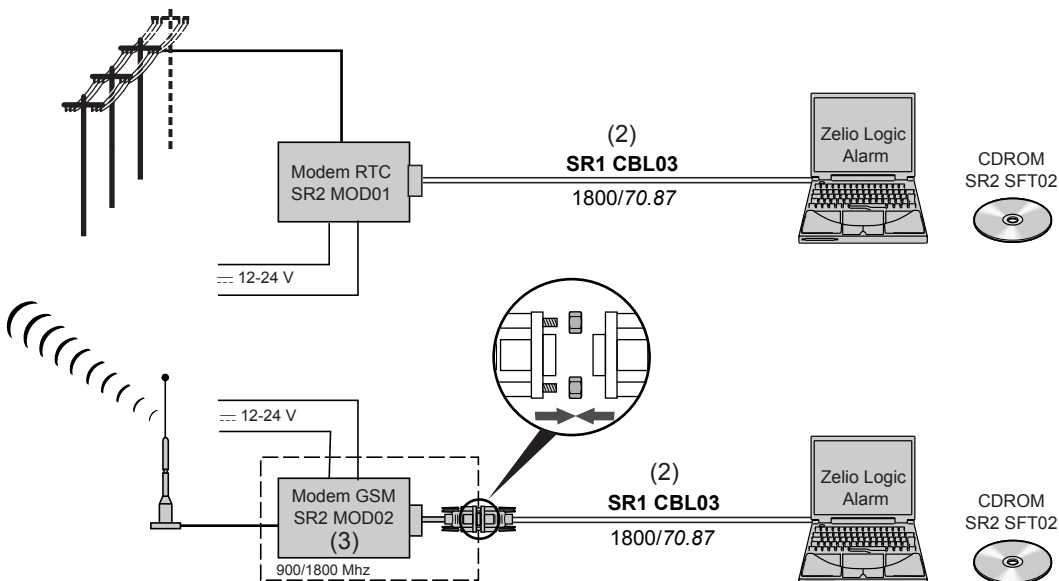 Modem RTC
SR2 MOD01
(2)
SR1 CBL03
1800/70.87
Zelio Logic
Alarm
CDROM
SR2 SFT02
12-24 V
12-24 V
Modem GSM
SR2 MOD02
(3)
900/1800 Mhz
(2)
SR1 CBL03
1800/70.87
Zelio Logic
Alarm
CDROM
SR2 SFT02